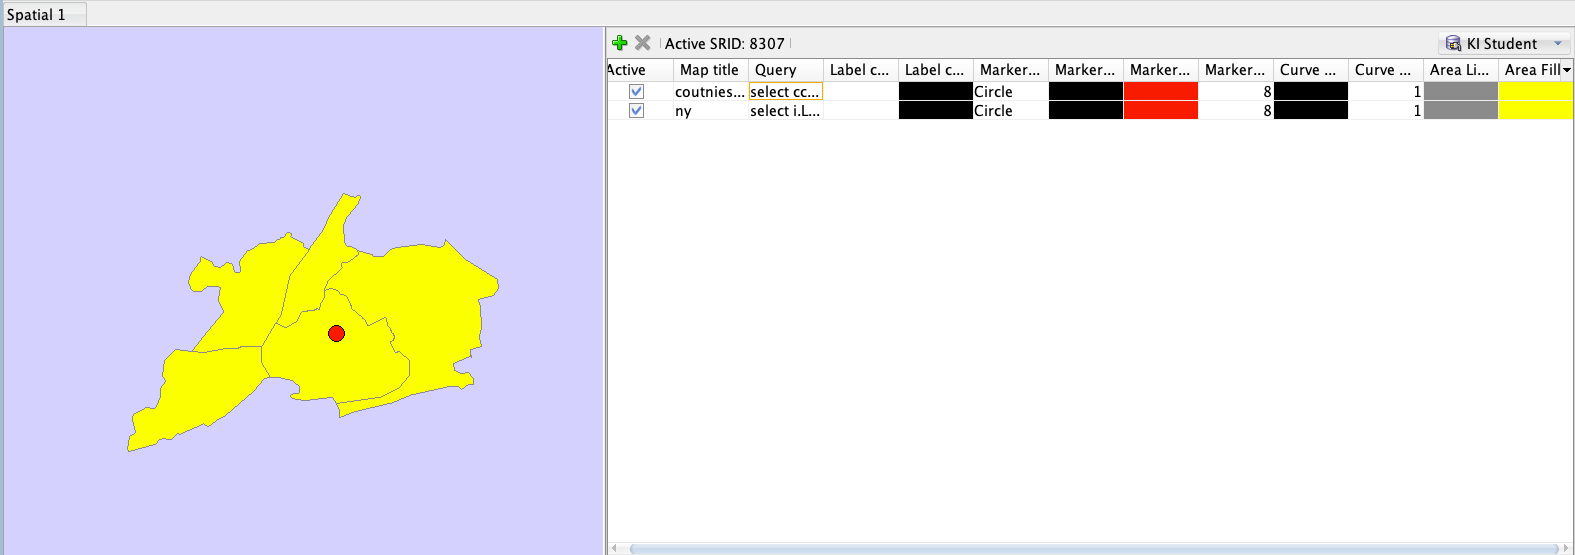 Spatial 1
Active SRID: 8307 KI Student
Active Map title Query Label c... Label c... Marker... Marker... Marker... Marker... Curve ... Curve ... Area Li... Area Fill
coutnies... select cc... Circle 8 1
ny select i.L... Circle 8 1